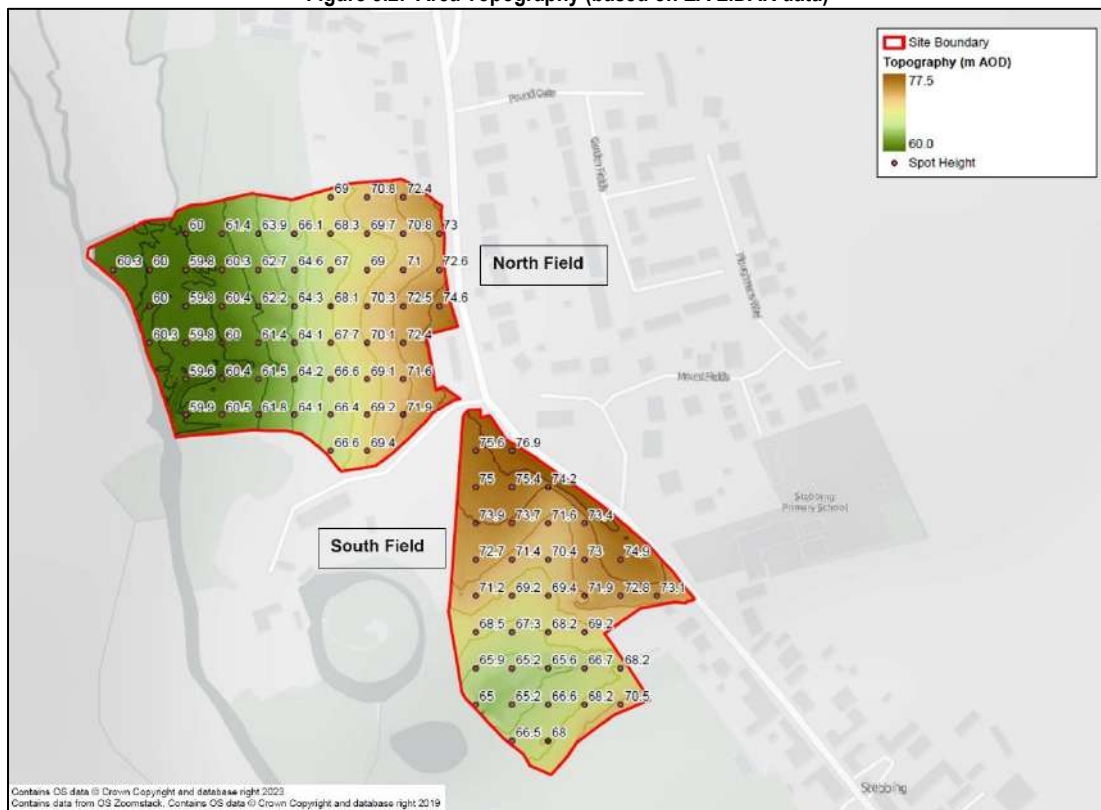 Figure 3.2: Area Topography (based on EA LiDAR data)
Site Boundary
Topography (m AOD)
77.5
60.0
Spot Height
Pound Gate
Garden Fields
Ploughmans Way
Mount Fields
Stebbing
Primary School
Stebbing
North Field
South Field
69 70.8 72.4
60 61.4 63.9 66.1 68.3 69.7 70.8 73
60.3 60 59.8 60.3 62.7 64.6 67 69 71 72.6
60 59.8 60.4 62.2 64.3 68.1 70.3 72.5 74.6
60.3 59.8 60 61.4 64.1 67.7 70.1 72.4
59.6 60.4 61.5 64.2 66.6 69.1 71.6
59.9 60.5 61.8 64.1 66.4 69.2 71.9
66.6 69.4
75.6 76.9
75 75.4 74.2
73.9 73.7 71.6 73.4
72.7 71.4 70.4 73 74.9
71.2 69.2 69.4 71.9 72.8 73.1
68.5 67.3 68.2 69.2
65.9 65.2 65.6 66.7 68.2
65 65.2 66.6 68.2 70.5
66.5 68
Contains OS data © Crown Copyright and database right 2023
Contains data from OS Zoomstack, Contains OS data © Crown Copyright and database right 2019